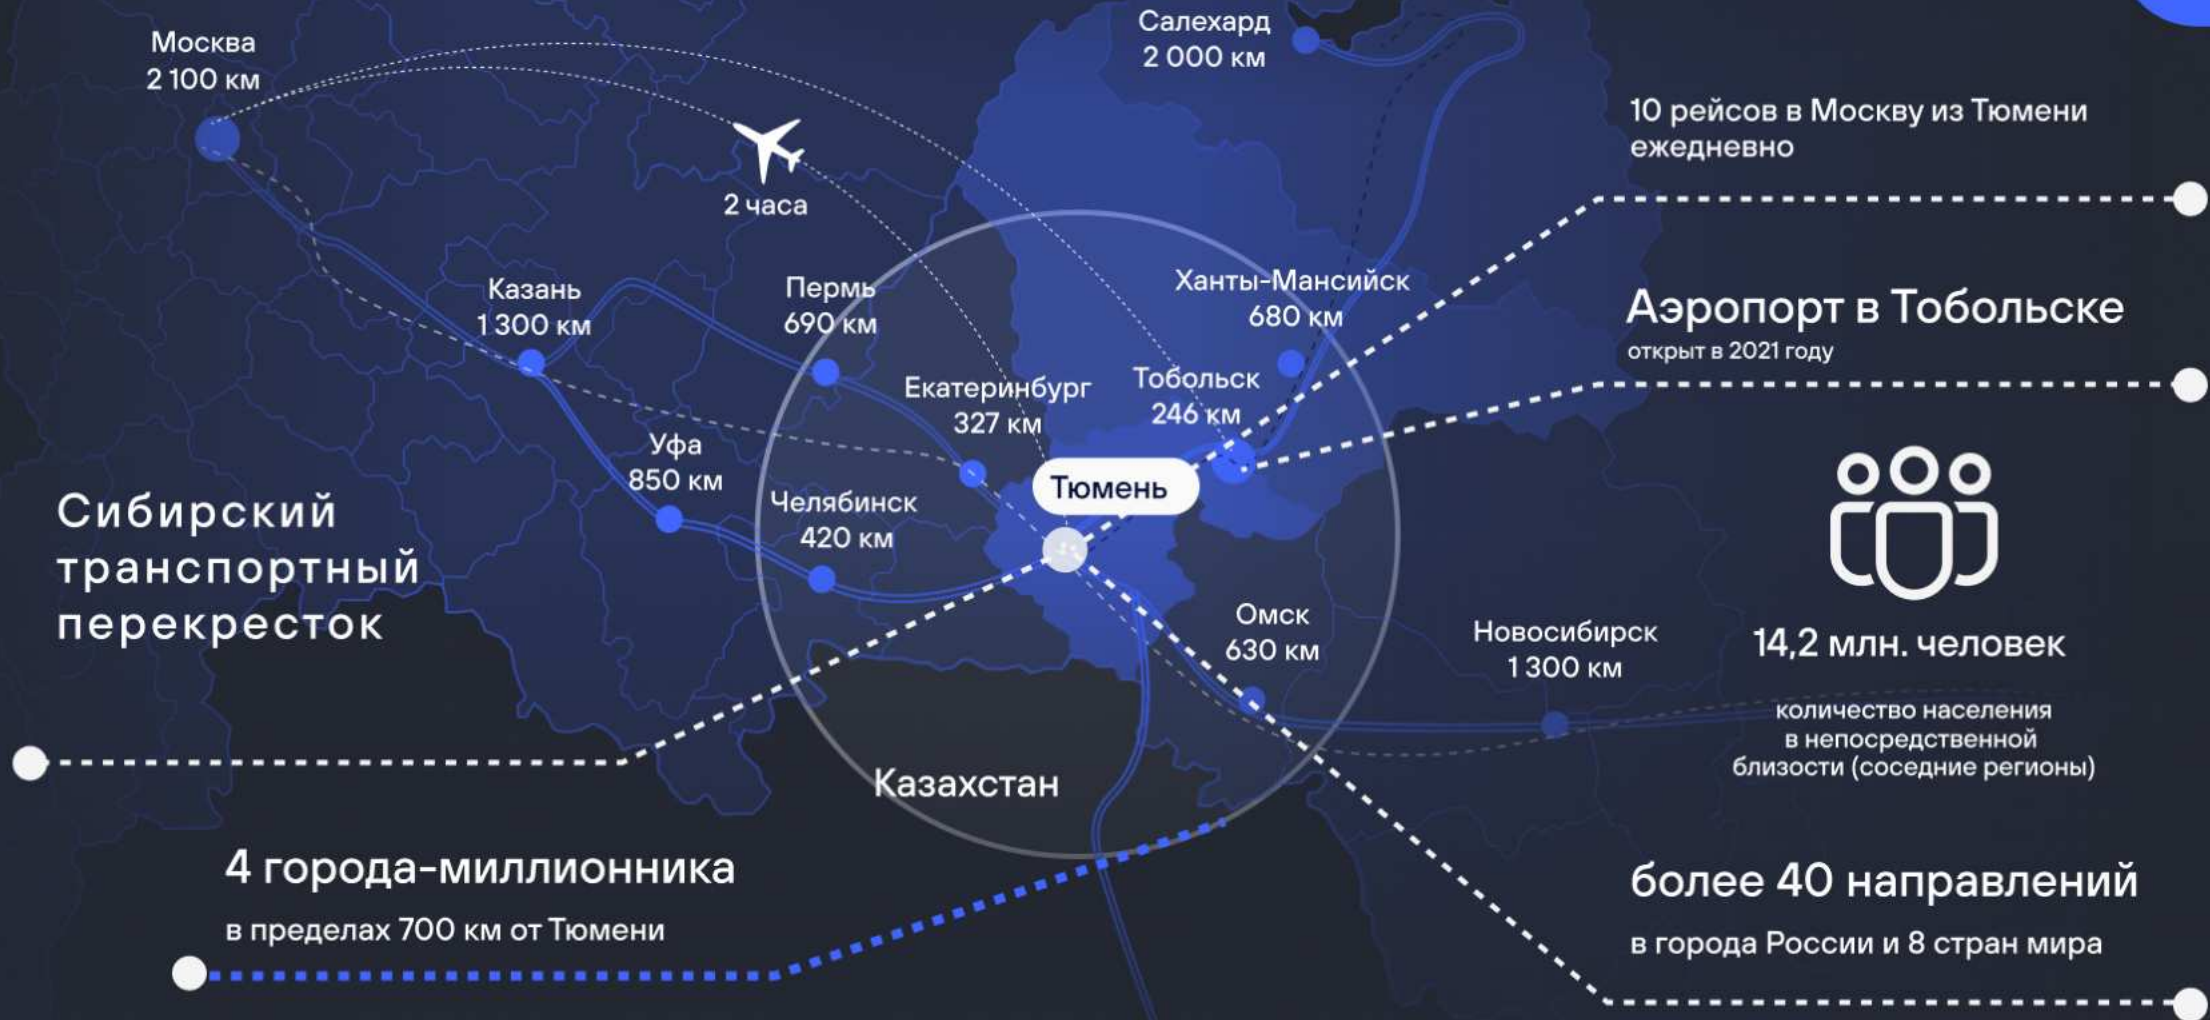 Москва
2 100 км
Салехард
2 000 км
10 рейсов в Москву из Тюмени
ежедневно
2 часа
Казань
1 300 км
Пермь
690 км
Ханты-Мансийск
680 км
Аэропорт в Тобольске
открыт в 2021 году
Екатеринбург
327 км
Тобольск
246 км
Уфа
850 км
Тюмень
Челябинск
420 км
Сибирский
транспортный
перекресток
Омск
630 км
Новосибирск
1 300 км
14,2 млн. человек
количество населения
в непосредственной
близости (соседние регионы)
Казахстан
4 города-миллионника
в пределах 700 км от Тюмени
более 40 направлений
в города России и 8 стран мира